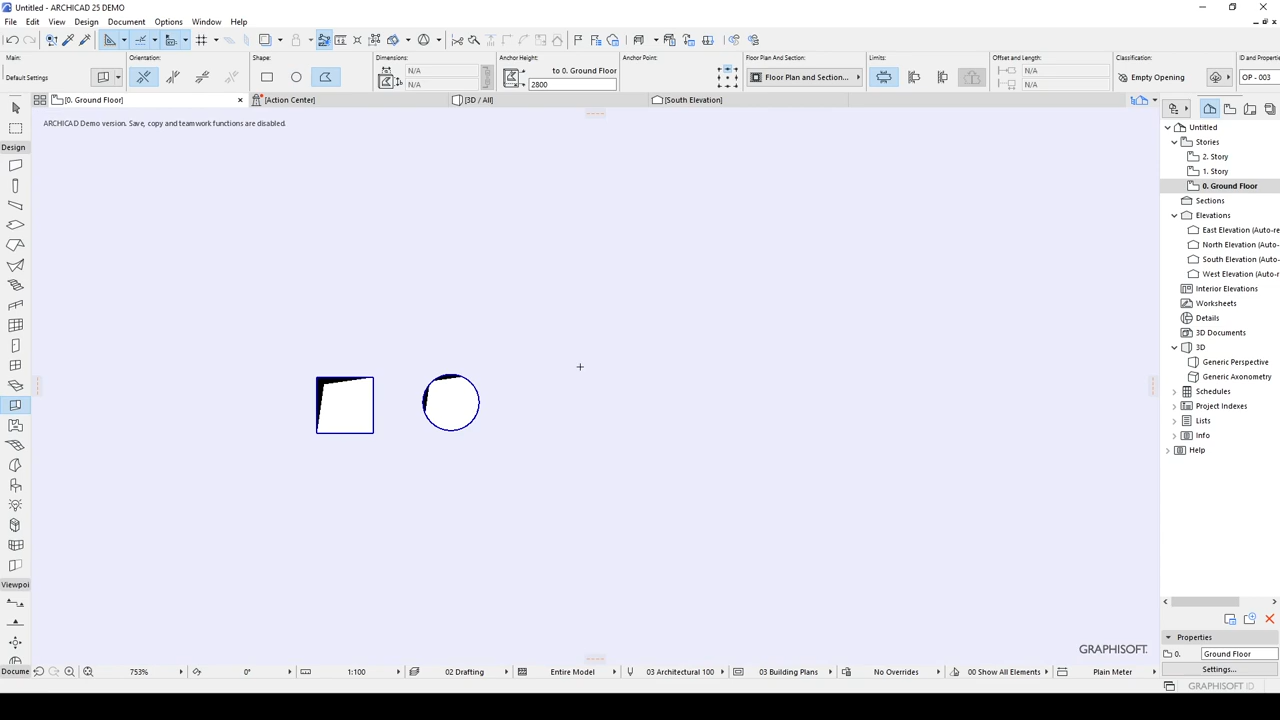 Untitled - ARCHICAD 25 DEMO
File Edit View Design Document Options Window Help
Main: Orientation: Shape: Dimensions: Anchor Height: Anchor Point: Floor Plan And Section: Limits: Offset and Length: Classification: ID and Properti
Default Settings
N/A
N/A
to 0. Ground Floor
2800
Floor Plan and Section...
N/A
N/A
Empty Opening
OP - 003
[0. Ground Floor] [Action Center] [3D / All] [South Elevation]
ARCHICAD Demo version. Save, copy and teamwork functions are disabled.
Design
Viewpoi
Docume
Untitled
Stories
2. Story
1. Story
0. Ground Floor
Sections
Elevations
East Elevation (Auto-re
North Elevation (Auto-
South Elevation (Auto-
West Elevation (Auto-r
Interior Elevations
Worksheets
Details
3D Documents
3D
Generic Perspective
Generic Axonometry
Schedules
Project Indexes
Lists
Info
Help
GRAPHISOFT.
Properties
0. Ground Floor
Settings...
753% 0° 1:100 02 Drafting Entire Model 03 Architectural 100 03 Building Plans No Overrides 00 Show All Elements Plain Meter
GRAPHISOFT ID